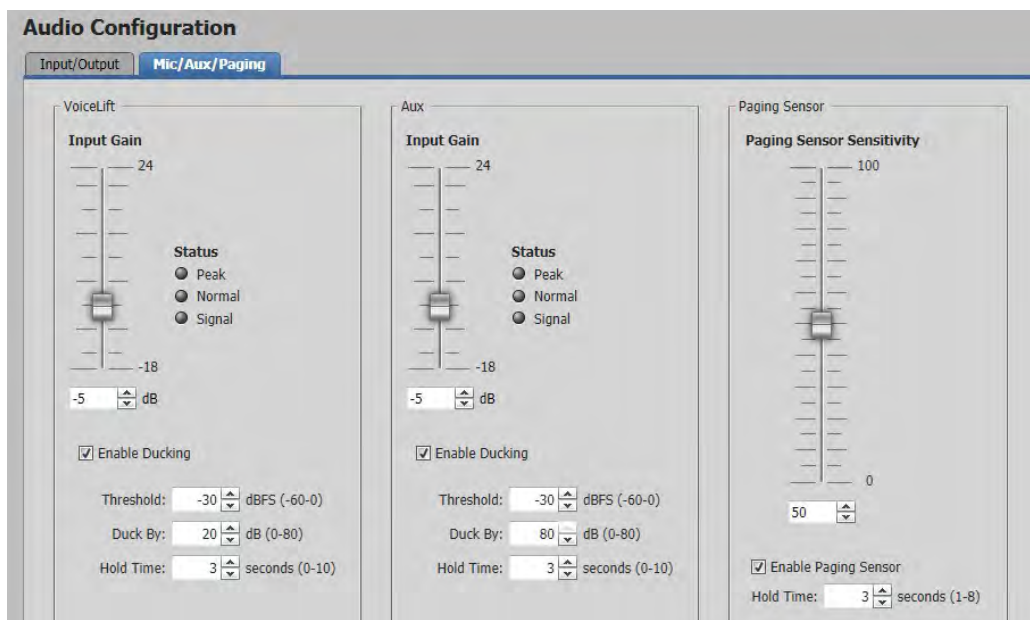 Audio Configuration
Input/Output
Mic/Aux/Paging
VoiceLift
Input Gain
24
Status
Peak
Normal
Signal
-18
-5 dB
Enable Ducking
Threshold: -30 dBFS (-60-0)
Duck By: 20 dB (0-80)
Hold Time: 3 seconds (0-10)
Aux
Input Gain
24
Status
Peak
Normal
Signal
-18
-5 dB
Enable Ducking
Threshold: -30 dBFS (-60-0)
Duck By: 80 dB (0-80)
Hold Time: 3 seconds (0-10)
Paging Sensor
Paging Sensor Sensitivity
100
0
50
Enable Paging Sensor
Hold Time: 3 seconds (1-8)